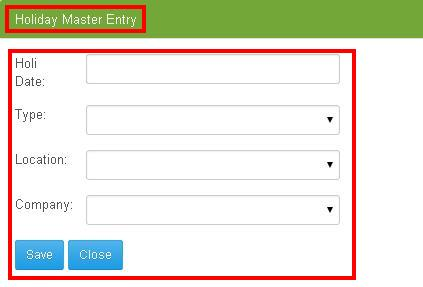 Holiday Master Entry
Holi
Date:
Type:
Location:
Company:
Save Close